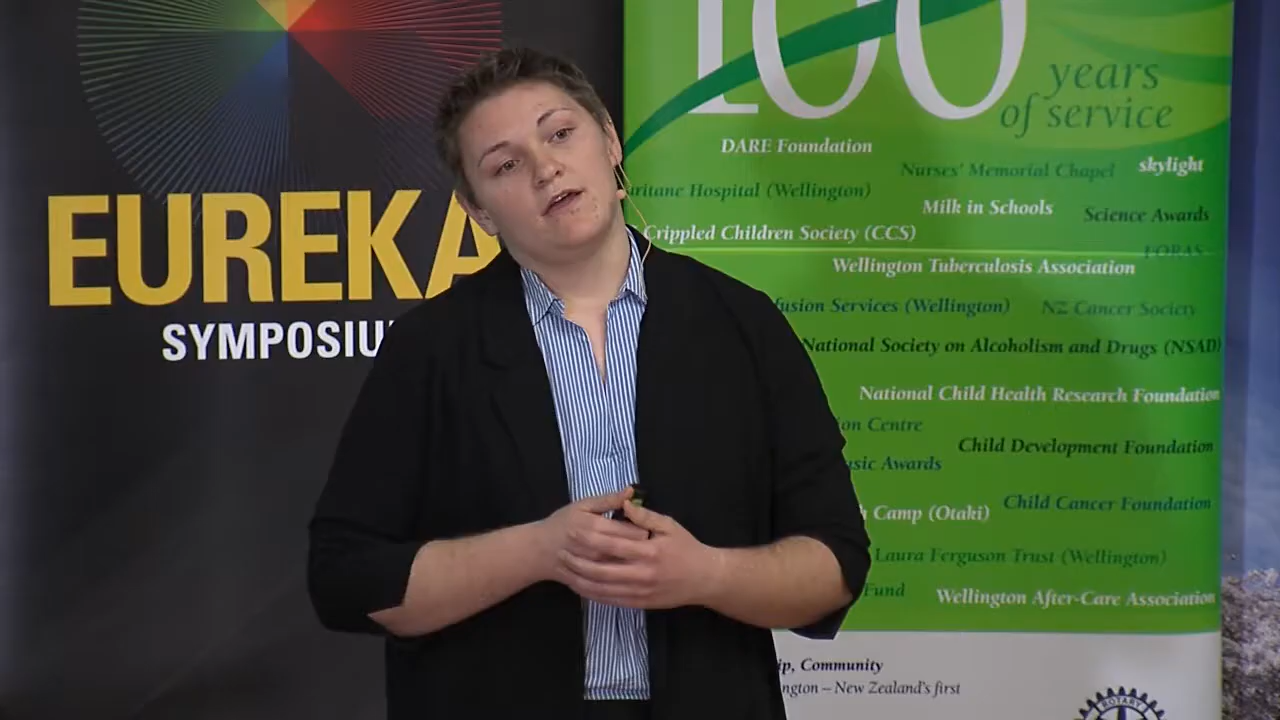 EUREKA
SYMPOSIU
100
years
of service
DARE Foundation
Nurses' Memorial Chapel
skylight
Hospital (Wellington)
Milk in Schools
Science Awards
Crippled Children Society (CCS)
Wellington Tuberculosis Association
fusion Services (Wellington)
NZ Cancer Society
National Society on Alcoholism and Drugs (NSAD)
National Child Health Research Foundation
ion Centre
Child Development Foundation
usic Awards
Child Cancer Foundation
Camp (Otaki)
Laura Ferguson Trust (Wellington)
Fund
Wellington After-Care Association
ip, Community
ngton – New Zealand's first
ROTARY